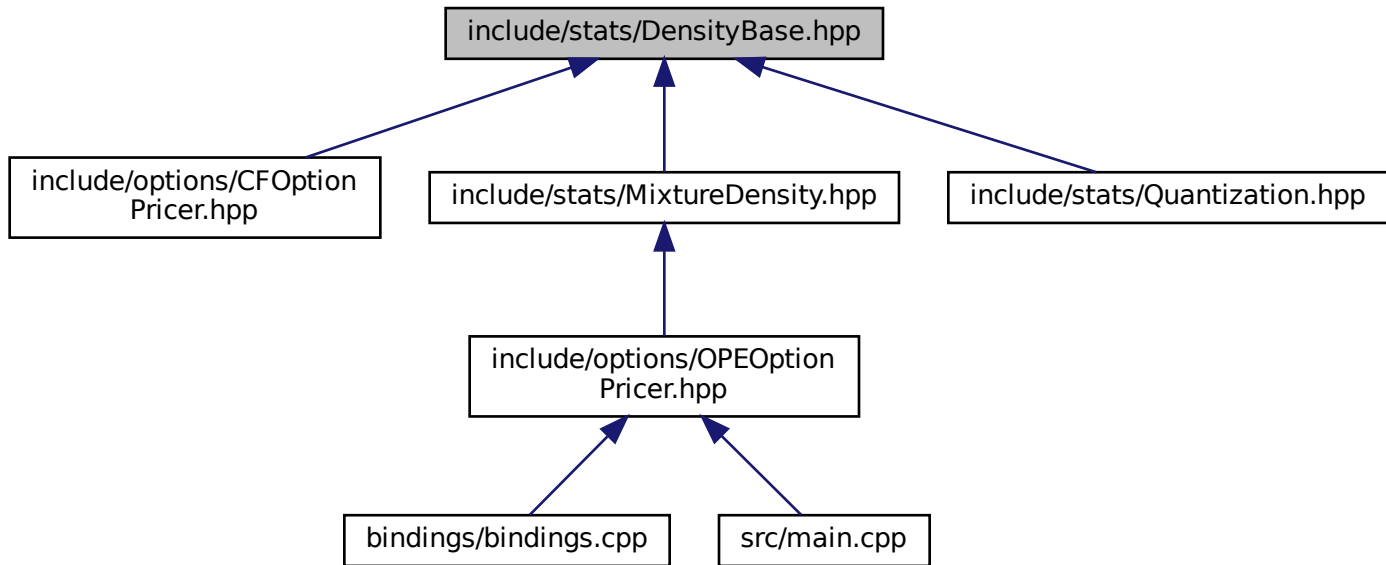 include/stats/DensityBase.hpp
include/options/CFOption
Pricer.hpp
include/stats/MixtureDensity.hpp
include/stats/Quantization.hpp
include/options/OPEOption
Pricer.hpp
bindings/bindings.cpp
src/main.cpp